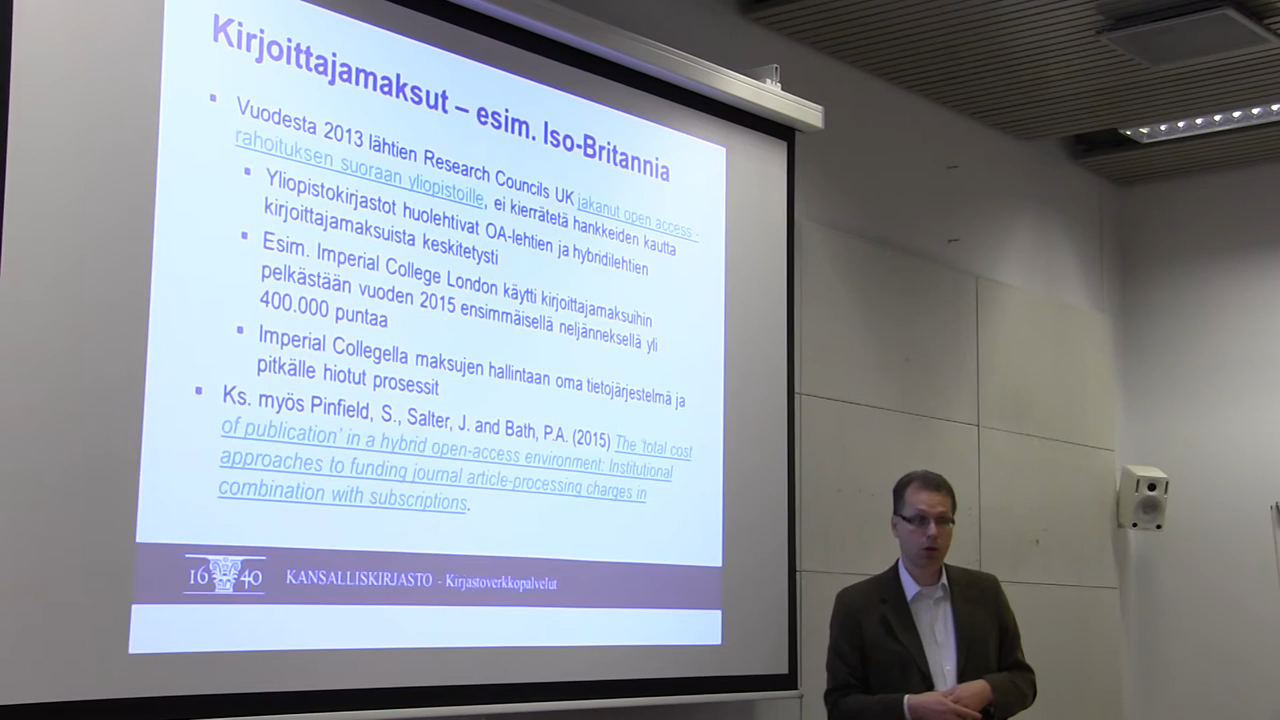 Kirjoittajamaksut – esim. Iso-Britannia
▪ Vuodesta 2013 lähtien Research Councils UK jakanut open access -
rahoituksen suoraan yliopistoille, ei kierrätetä hankkeiden kautta
▪ Yliopistokirjastot huolehtivat OA-lehtien ja hybridilehtien
kirjoittajamaksuista keskitetysti
▪ Esim. Imperial College London käytti kirjoittajamaksuihin
pelkästään vuoden 2015 ensimmäisellä neljänneksellä yli
400.000 puntaa
▪ Imperial Collegella maksujen hallintaan oma tietojärjestelmä ja
pitkälle hiotut prosessit
▪ Ks. myös Pinfield, S., Salter, J. and Bath, P.A. (2015) The 'total cost
of publication' in a hybrid open-access environment: Institutional
approaches to funding journal article-processing charges in
combination with subscriptions.
1640 KANSALLISKIRJASTO - Kirjastoverkkopalvelut